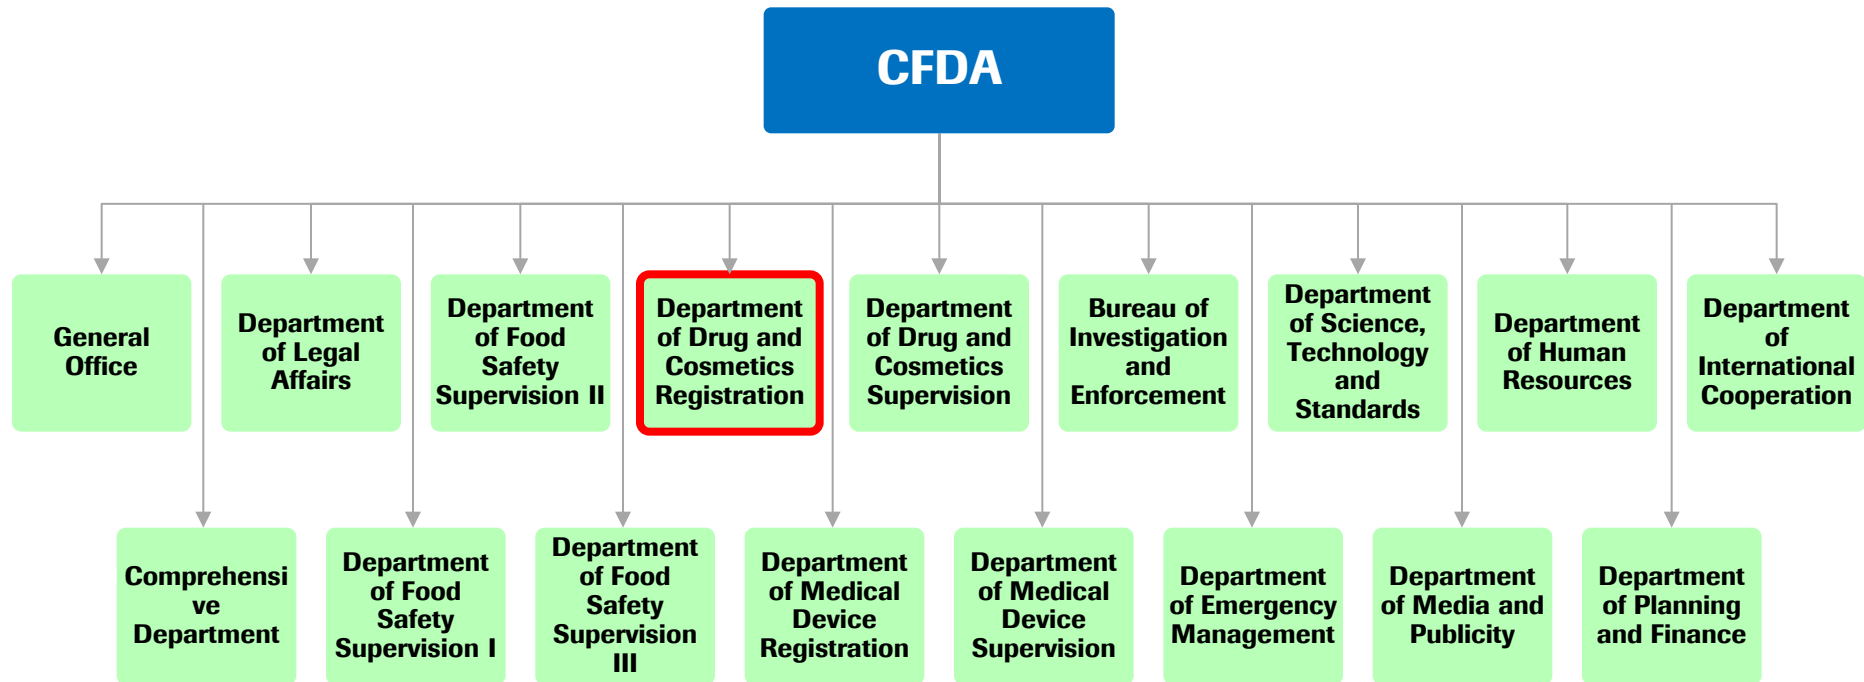 CFDA
General
Office
Department
of Legal
Affairs
Department
of Food
Safety
Supervision II
Department
of Drug and
Cosmetics
Registration
Department
of Drug and
Cosmetics
Supervision
Bureau of
Investigation
and
Enforcement
Department
of Science,
Technology
and
Standards
Department
of Human
Resources
Department
of
International
Cooperation
Comprehensi
ve
Department
Department
of Food
Safety
Supervision I
Department
of Food
Safety
Supervision
III
Department
of Medical
Device
Registration
Department
of Medical
Device
Supervision
Department
of Emergency
Management
Department
of Media and
Publicity
Department
of Planning
and Finance